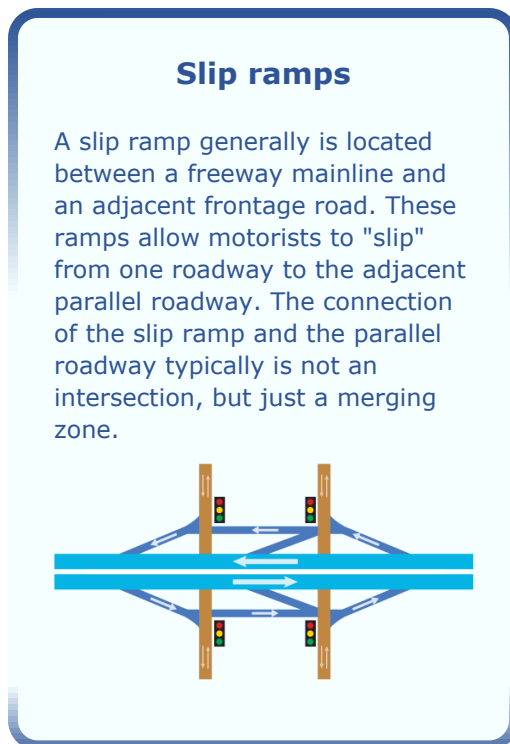 Slip ramps
A slip ramp generally is located
between a freeway mainline and
an adjacent frontage road. These
ramps allow motorists to "slip"
from one roadway to the adjacent
parallel roadway. The connection
of the slip ramp and the parallel
roadway typically is not an
intersection, but just a merging
zone.